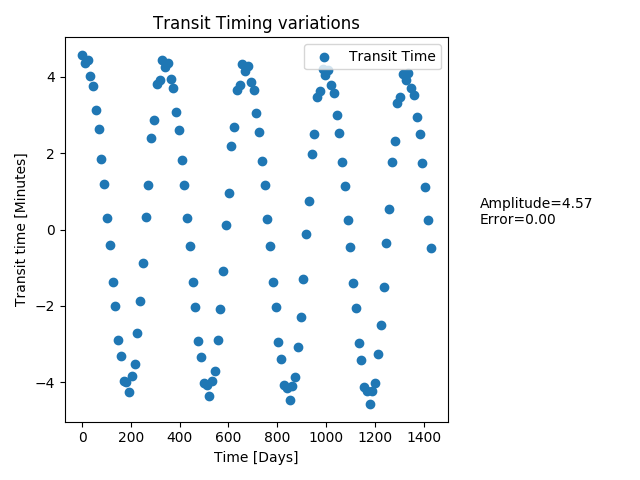 Transit Timing variations
Transit Time
Transit time [Minutes]
4
2
0
−2
−4
0 200 400 600 800 1000 1200 1400
Time [Days]
Amplitude=4.57
Error=0.00